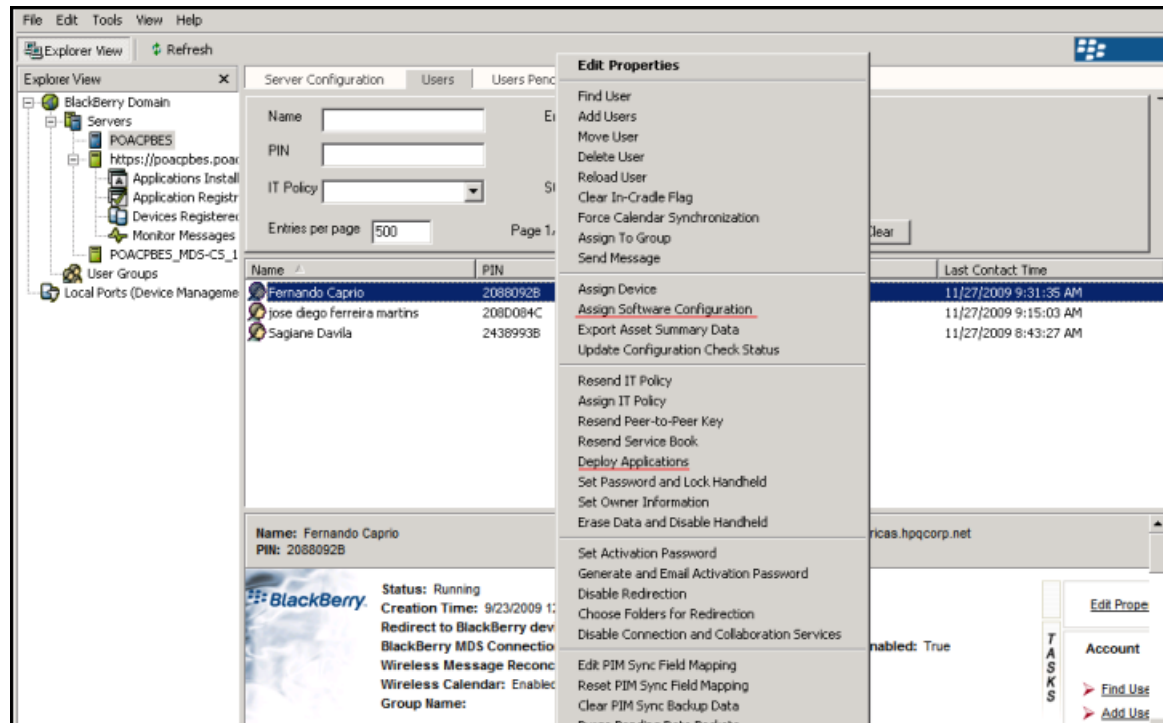 File Edit Tools View Help
Explorer View Refresh
Explorer View
BlackBerry Domain
Servers
POACPBES
https://poacpbes.poac
Applications Install
Application Registr
Devices Registered
Monitor Messages
POACPBES_MDS-CS_1
User Groups
Local Ports (Device Manageme
Server Configuration Users Users Pend
Name
PIN
IT Policy
Entries per page 500 Page 1
Clear
Name PIN Last Contact Time
Fernando Caprio 2088092B 11/27/2009 9:31:35 AM
jose diego ferreira martins 208D084C 11/27/2009 9:15:03 AM
Sagiane Davila 2438993B 11/27/2009 8:43:27 AM
Edit Properties
Find User
Add Users
Move User
Delete User
Reload User
Clear In-Cradle Flag
Force Calendar Synchronization
Assign To Group
Send Message
Assign Device
Assign Software Configuration
Export Asset Summary Data
Update Configuration Check Status
Resend IT Policy
Assign IT Policy
Resend Peer-to-Peer Key
Resend Service Book
Deploy Applications
Set Password and Lock Handheld
Set Owner Information
Erase Data and Disable Handheld
Set Activation Password
Generate and Email Activation Password
Disable Redirection
Choose Folders for Redirection
Disable Connection and Collaboration Services
Edit PIM Sync Field Mapping
Reset PIM Sync Field Mapping
Clear PIM Sync Backup Data
Name: Fernando Caprio ricas.hpqcorp.net
PIN: 2088092B
BlackBerry.
Status: Running
Creation Time: 9/23/2009 12
Redirect to BlackBerry dev
BlackBerry MDS Connectio nabled: True
Wireless Message Reconc
Wireless Calendar: Enabled
Group Name:
TASKS
Edit Prope
Account
Find Use
Add Use